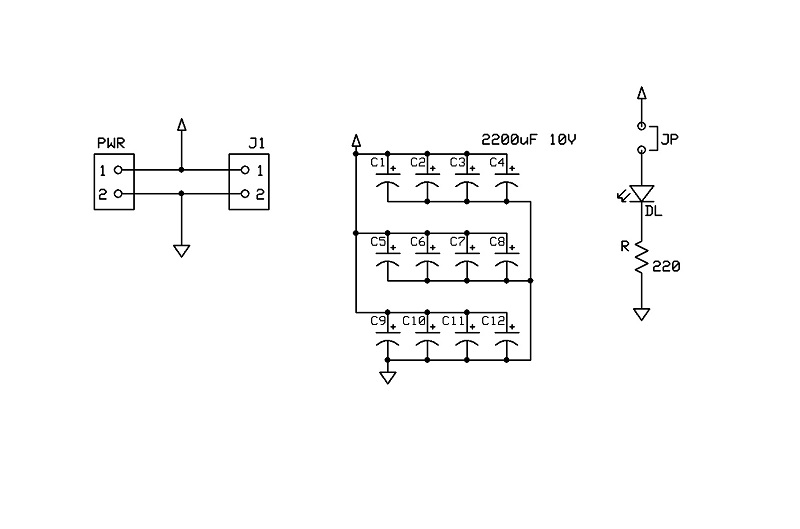 PWR
1
2
J1
1
2
2200uF 10V
C1 + C2 + C3 + C4 +
C5 + C6 + C7 + C8 +
C9 + C10 + C11 + C12 +
JP
DL
R
220